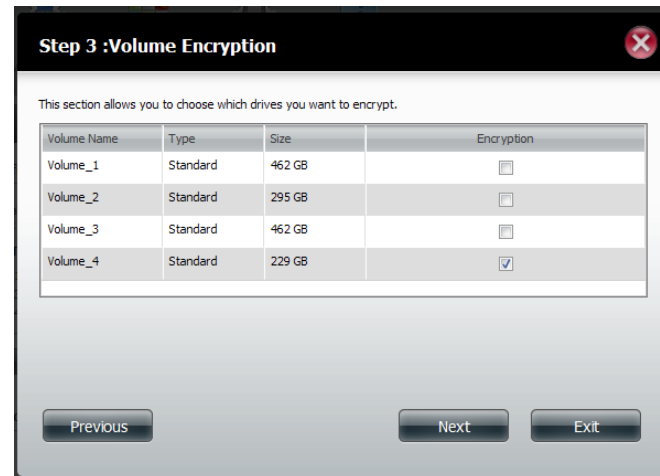 Step 3 :Volume Encryption
This section allows you to choose which drives you want to encrypt.
Volume Name Type Size Encryption
Volume_1 Standard 462 GB
Volume_2 Standard 295 GB
Volume_3 Standard 462 GB
Volume_4 Standard 229 GB
Previous Next Exit